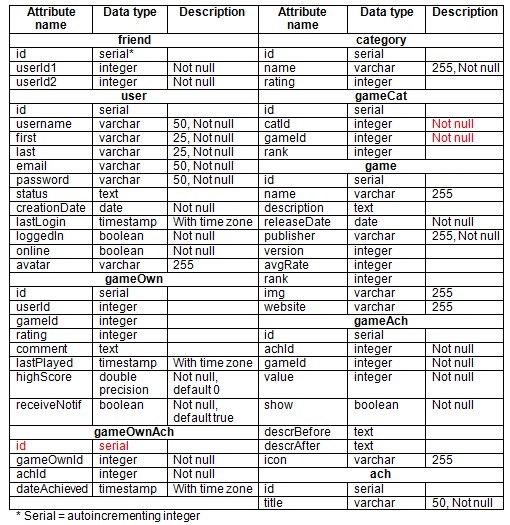 Attribute name Data type Description Attribute name Data type Description
friend category
id serial* id serial
userId1 integer Not null name varchar 255, Not null
userId2 integer Not null rating integer
user gameCat
id serial id serial
username varchar 50, Not null catId integer Not null
first varchar 25, Not null gameId integer Not null
last varchar 25, Not null rank integer
email varchar 50, Not null game
password varchar 50, Not null id serial
status text name varchar 255
creationDate date Not null description text
lastLogin timestamp With time zone releaseDate date Not null
loggedIn boolean Not null publisher varchar 255, Not null
online boolean Not null version integer
avatar varchar 255 avgRate integer
gameOwn rank integer
id serial img varchar 255
userId integer website varchar 255
gameId integer gameAch
rating integer id serial
comment text achId integer Not null
lastPlayed timestamp With time zone gameId integer Not null
highScore double precision Not null, default 0 value integer Not null
receiveNotif boolean Not null, default true show boolean Not null
gameOwnAch descrBefore text
id serial descrAfter text
gameOwnId integer Not null icon varchar 255
achId integer Not null ach
dateAchieved timestamp With time zone id serial
title varchar 50, Not null
* Serial = autoincrementing integer